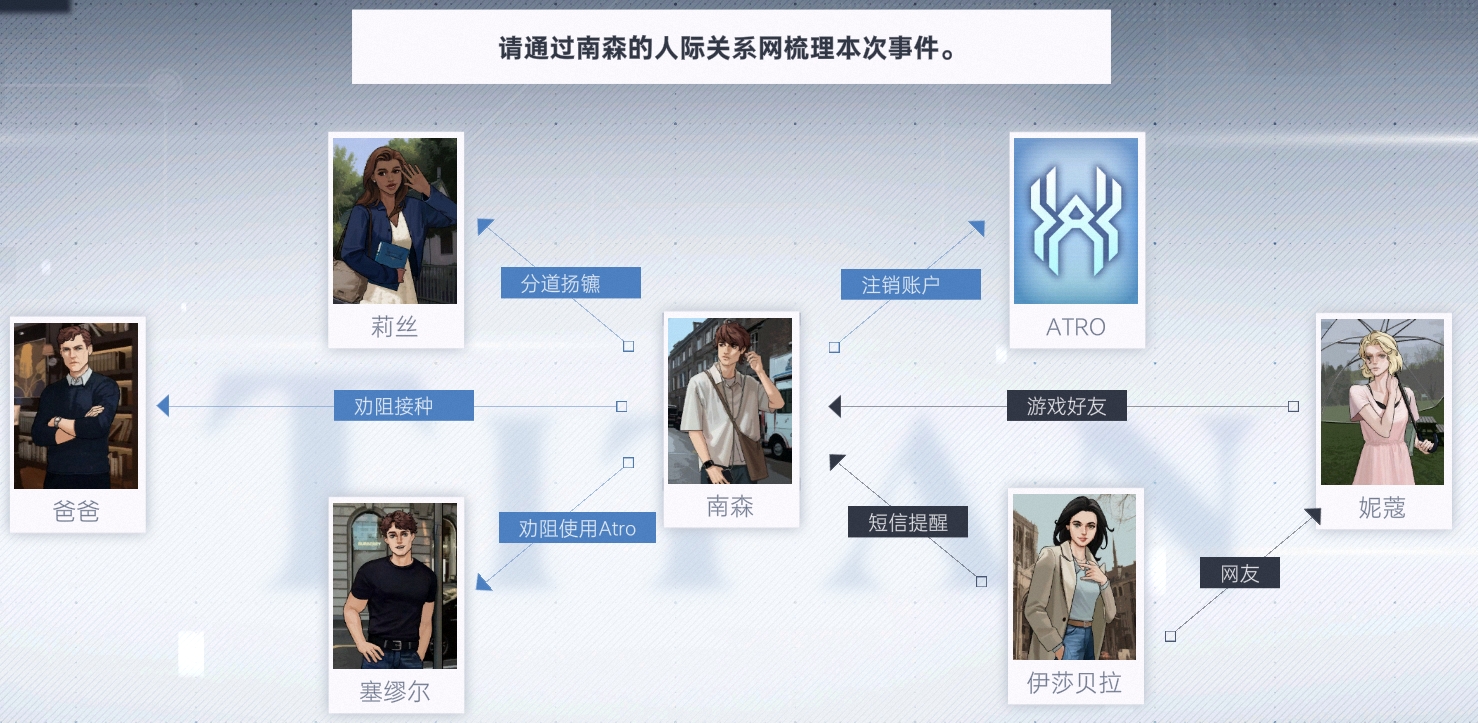 请通过南森的人际关系网梳理本次事件。
莉丝
分道扬镳
注销账户
ATRO
爸爸
劝阻接种
南森
游戏好友
妮蔻
塞缪尔
劝阻使用Atro
短信提醒
伊莎贝拉
网友
TITAN